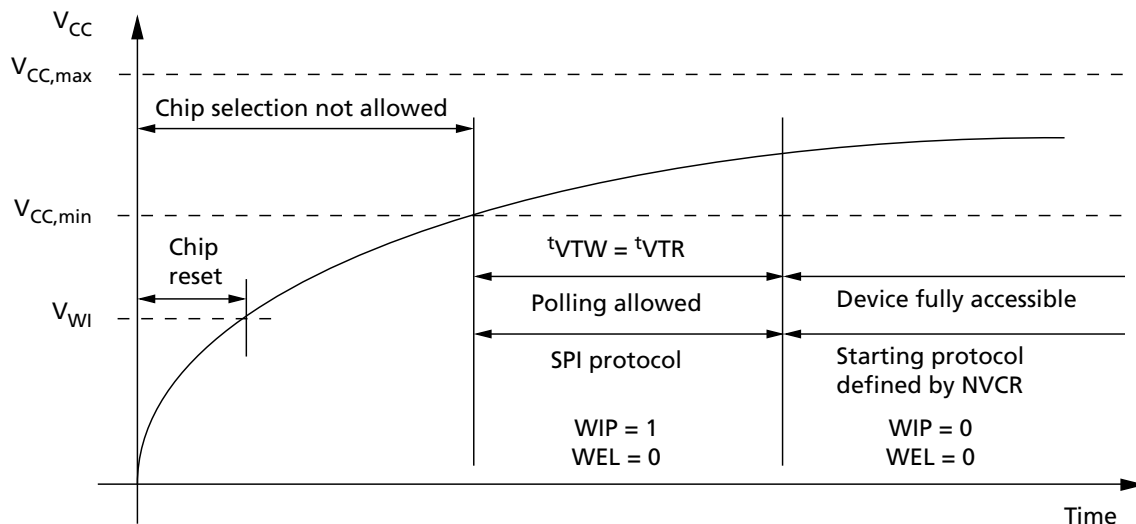 VCC
VCC,max
Chip selection not allowed
VCC,min
Chip
reset
tVTW = tVTR
VWI
Polling allowed
Device fully accessible
SPI protocol
Starting protocol
defined by NVCR
WIP = 1
WEL = 0
WIP = 0
WEL = 0
Time